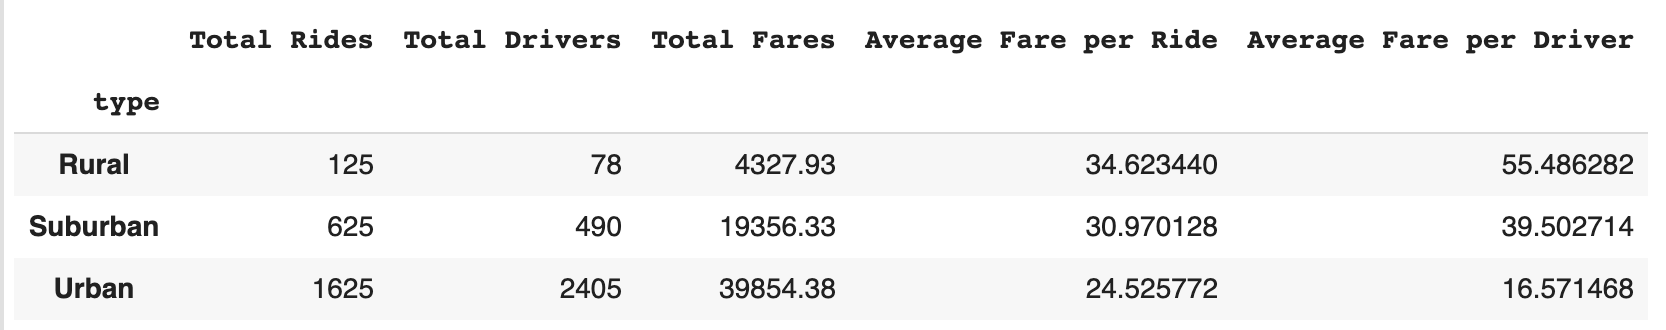 Total Rides Total Drivers Total Fares Average Fare per Ride Average Fare per Driver
type
Rural 125 78 4327.93 34.623440 55.486282
Suburban 625 490 19356.33 30.970128 39.502714
Urban 1625 2405 39854.38 24.525772 16.571468